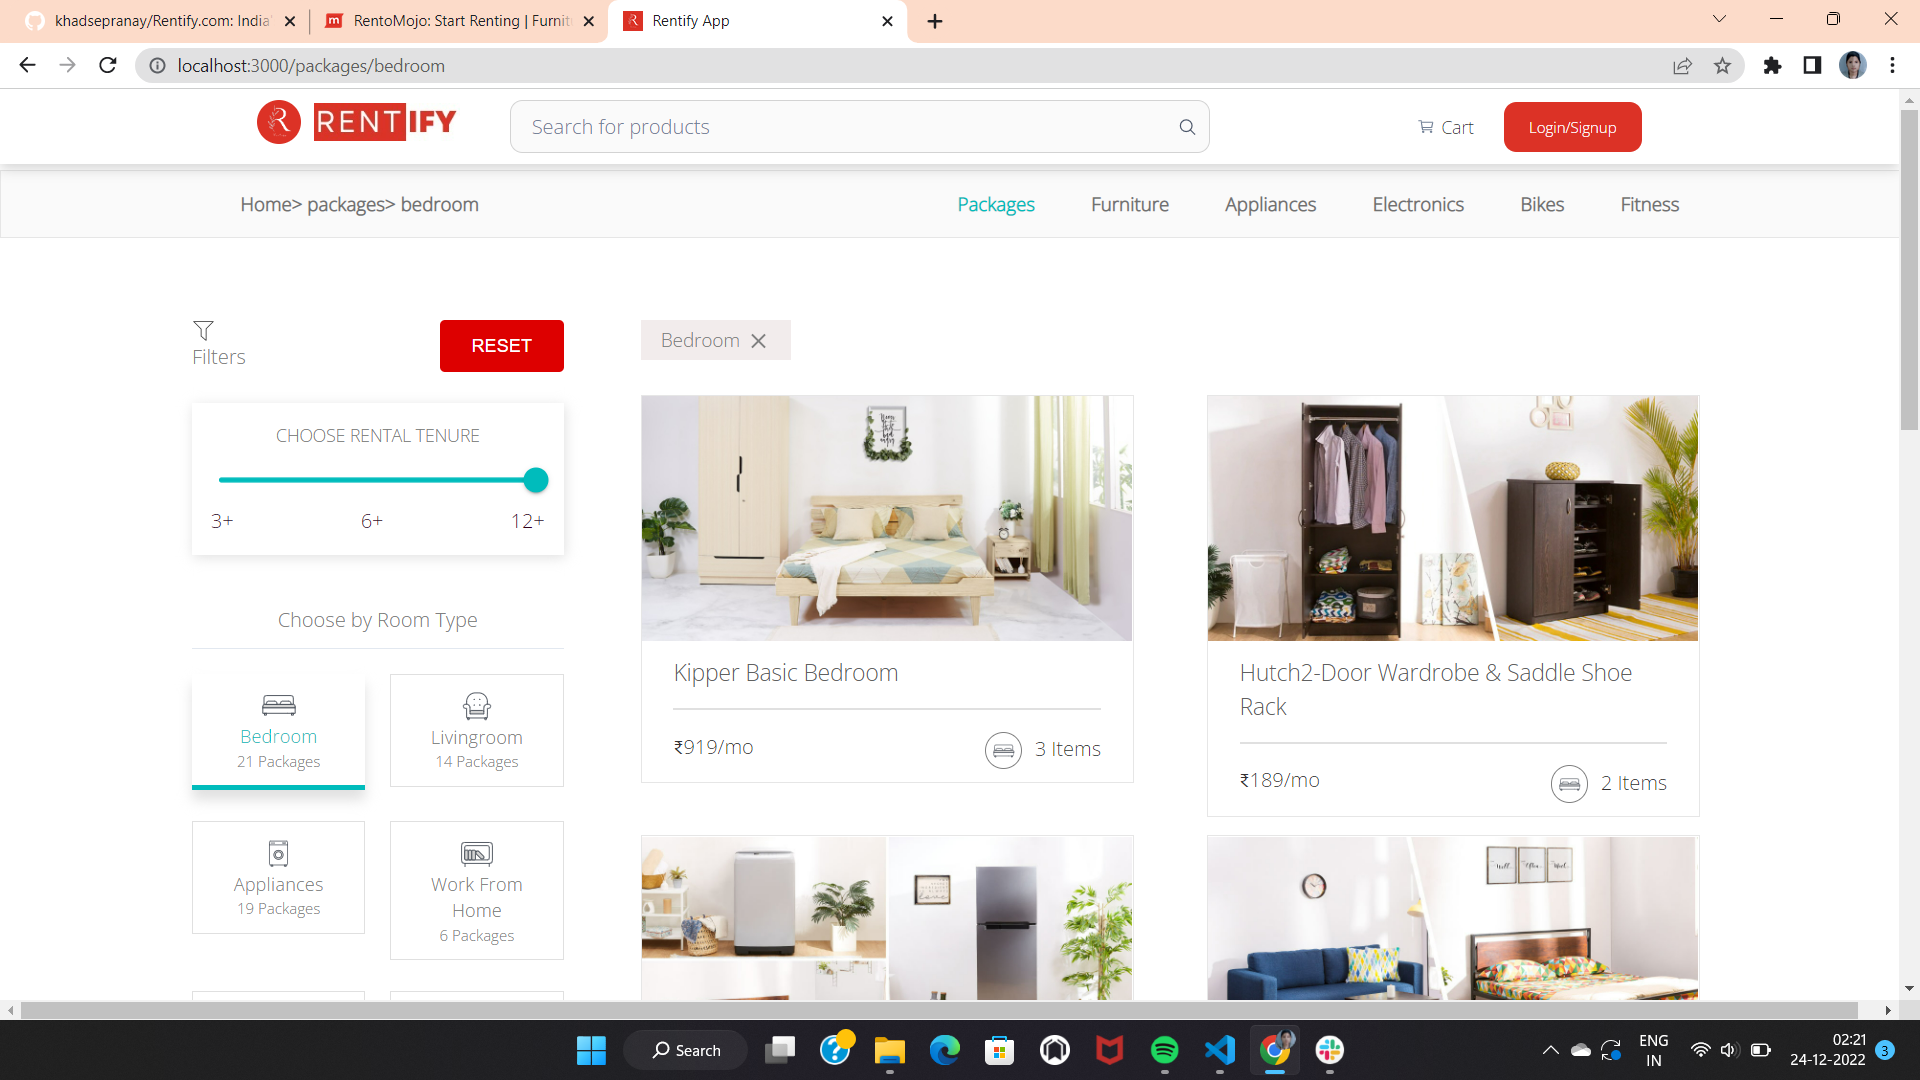 khadsepranay/Rentify.com: India'
RentoMojo: Start Renting | Furnit
Rentify App
localhost:3000/packages/bedroom
R RENTIFY
Search for products
Cart
Login/Signup
Home> packages> bedroom
Packages
Furniture
Appliances
Electronics
Bikes
Fitness
Filters
RESET
Bedroom
CHOOSE RENTAL TENURE
3+
6+
12+
Choose by Room Type
Bedroom
21 Packages
Livingroom
14 Packages
Appliances
19 Packages
Work From
Home
6 Packages
Kipper Basic Bedroom
₹919/mo
3 Items
Hutch2-Door Wardrobe & Saddle Shoe
Rack
₹189/mo
2 Items
Search
ENG
IN
02:21
24-12-2022
3